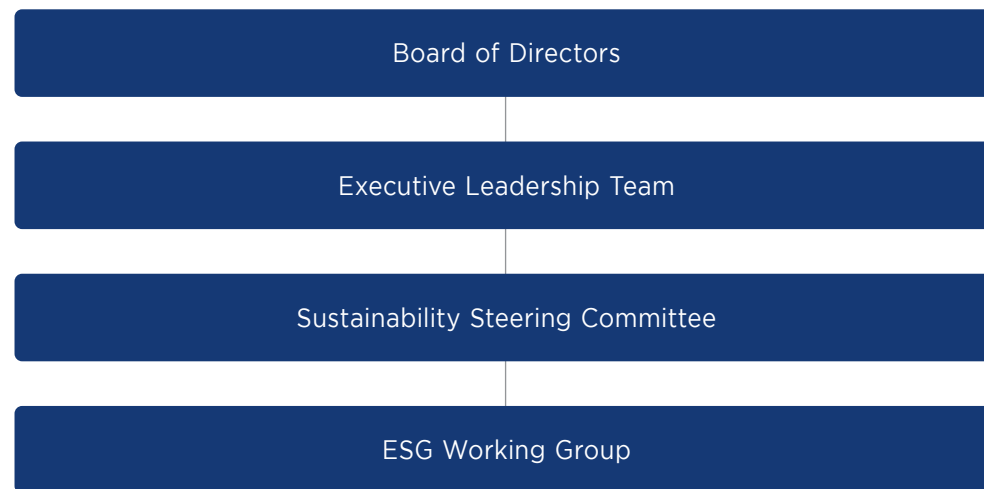 Board of Directors
Executive Leadership Team
Sustainability Steering Committee
ESG Working Group